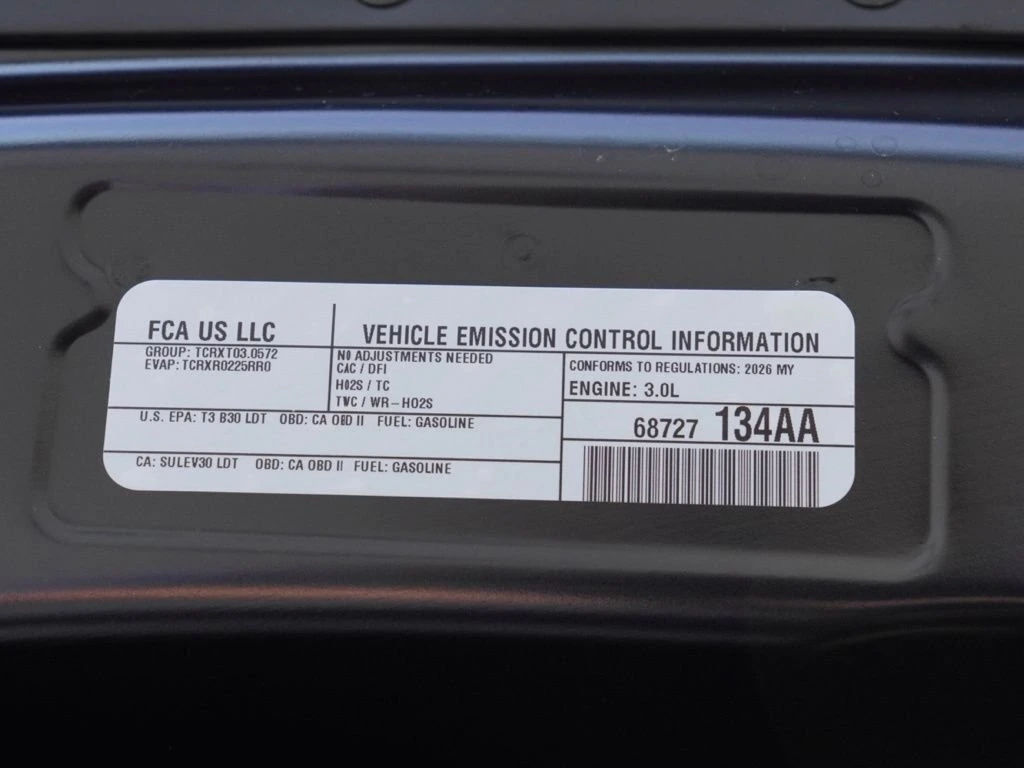 FCA US LLC
VEHICLE EMISSION CONTROL INFORMATION
GROUP: TCRXT03.0572
EVAP: TCRXR0225RR0
NO ADJUSTMENTS NEEDED
CAC / DFI
HO2S / TC
TWC / WR-HO2S
CONFORMS TO REGULATIONS: 2026 MY
ENGINE: 3.0L
U.S. EPA: T3 B30 LDT OBD: CA OBD II FUEL: GASOLINE
68727 134AA
CA: SULEV30 LDT OBD: CA OBD II FUEL: GASOLINE